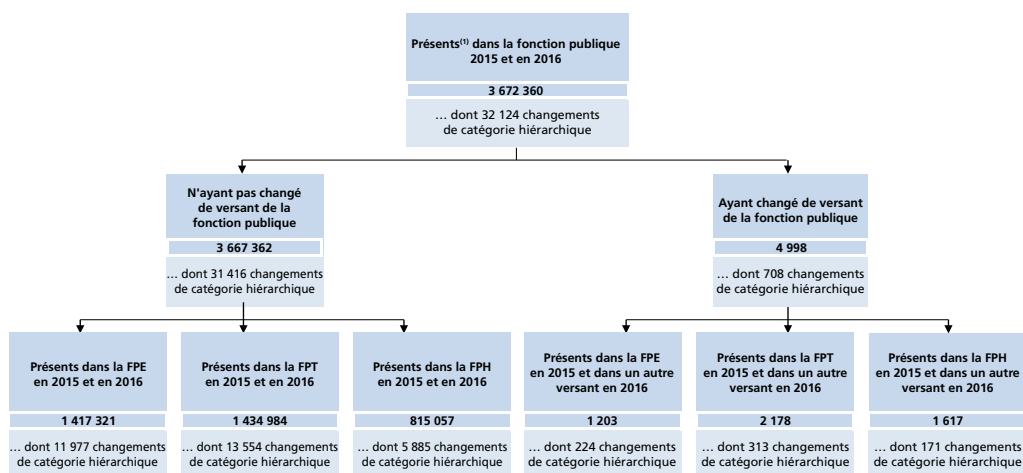 Présents(1) dans la fonction publique
2015 et en 2016
3 672 360
… dont 32 124 changements
de catégorie hiérarchique
N'ayant pas changé
de versant de la
fonction publique
3 667 362
… dont 31 416 changements
de catégorie hiérarchique
Ayant changé de versant
de la fonction publique
4 998
… dont 708 changements
de catégorie hiérarchique
Présents dans la FPE
en 2015 et en 2016
1 417 321
… dont 11 977 changements
de catégorie hiérarchique
Présents dans la FPT
en 2015 et en 2016
1 434 984
… dont 13 554 changements
de catégorie hiérarchique
Présents dans la FPH
en 2015 et en 2016
815 057
… dont 5 885 changements
de catégorie hiérarchique
Présents dans la FPE
en 2015 et dans un autre
versant en 2016
1 203
… dont 224 changements
de catégorie hiérarchique
Présents dans la FPT
en 2015 et dans un autre
versant en 2016
2 178
… dont 313 changements
de catégorie hiérarchique
Présents dans la FPH
en 2015 et dans un autre
versant en 2016
1 617
… dont 171 changements
de catégorie hiérarchique